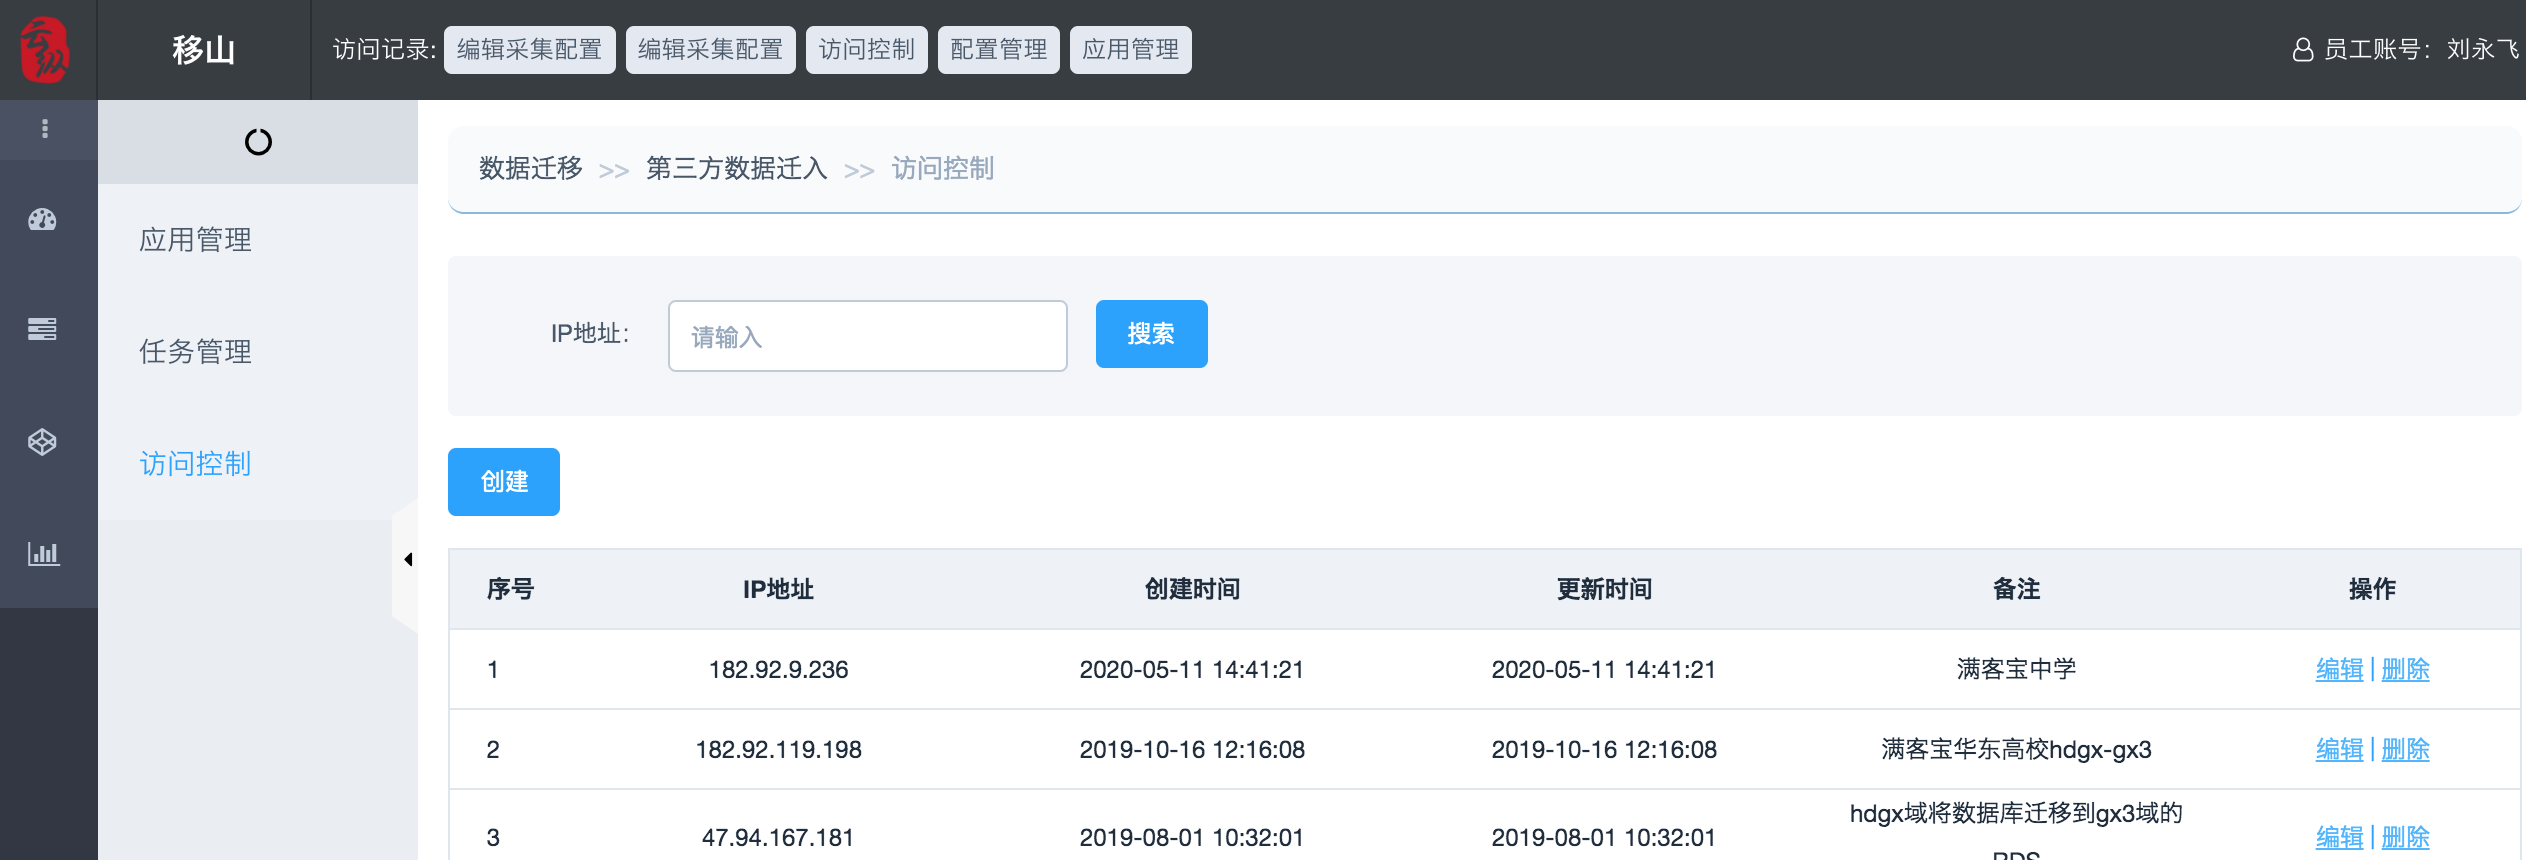 云纵
移山
访问记录: 编辑采集配置 编辑采集配置 访问控制 配置管理 应用管理
员工账号：刘永飞
应用管理
任务管理
访问控制
数据迁移 >> 第三方数据迁入 >> 访问控制
IP地址： 请输入 搜索
创建
序号 IP地址 创建时间 更新时间 备注 操作
1 182.92.9.236 2020-05-11 14:41:21 2020-05-11 14:41:21 满客宝中学 编辑 | 删除
2 182.92.119.198 2019-10-16 12:16:08 2019-10-16 12:16:08 满客宝华东高校hdgx-gx3 编辑 | 删除
3 47.94.167.181 2019-08-01 10:32:01 2019-08-01 10:32:01 hdgx域将数据库迁移到gx3域的 编辑 | 删除
RDS